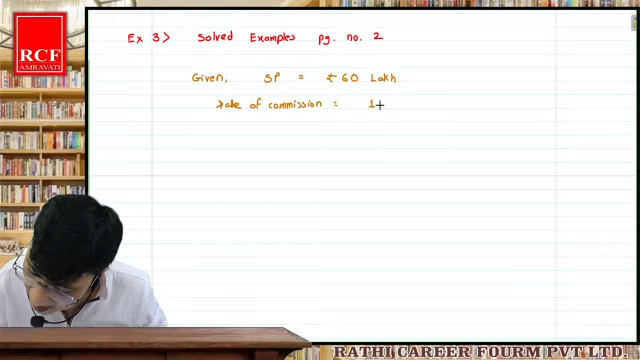 RCF
AMRAVATI
Ex 3> Solved Examples pg. no. 2
Given, SP = ₹ 60 Lakh
rate of commission = 1
RATHI CAREER FOURM PVT LTD.